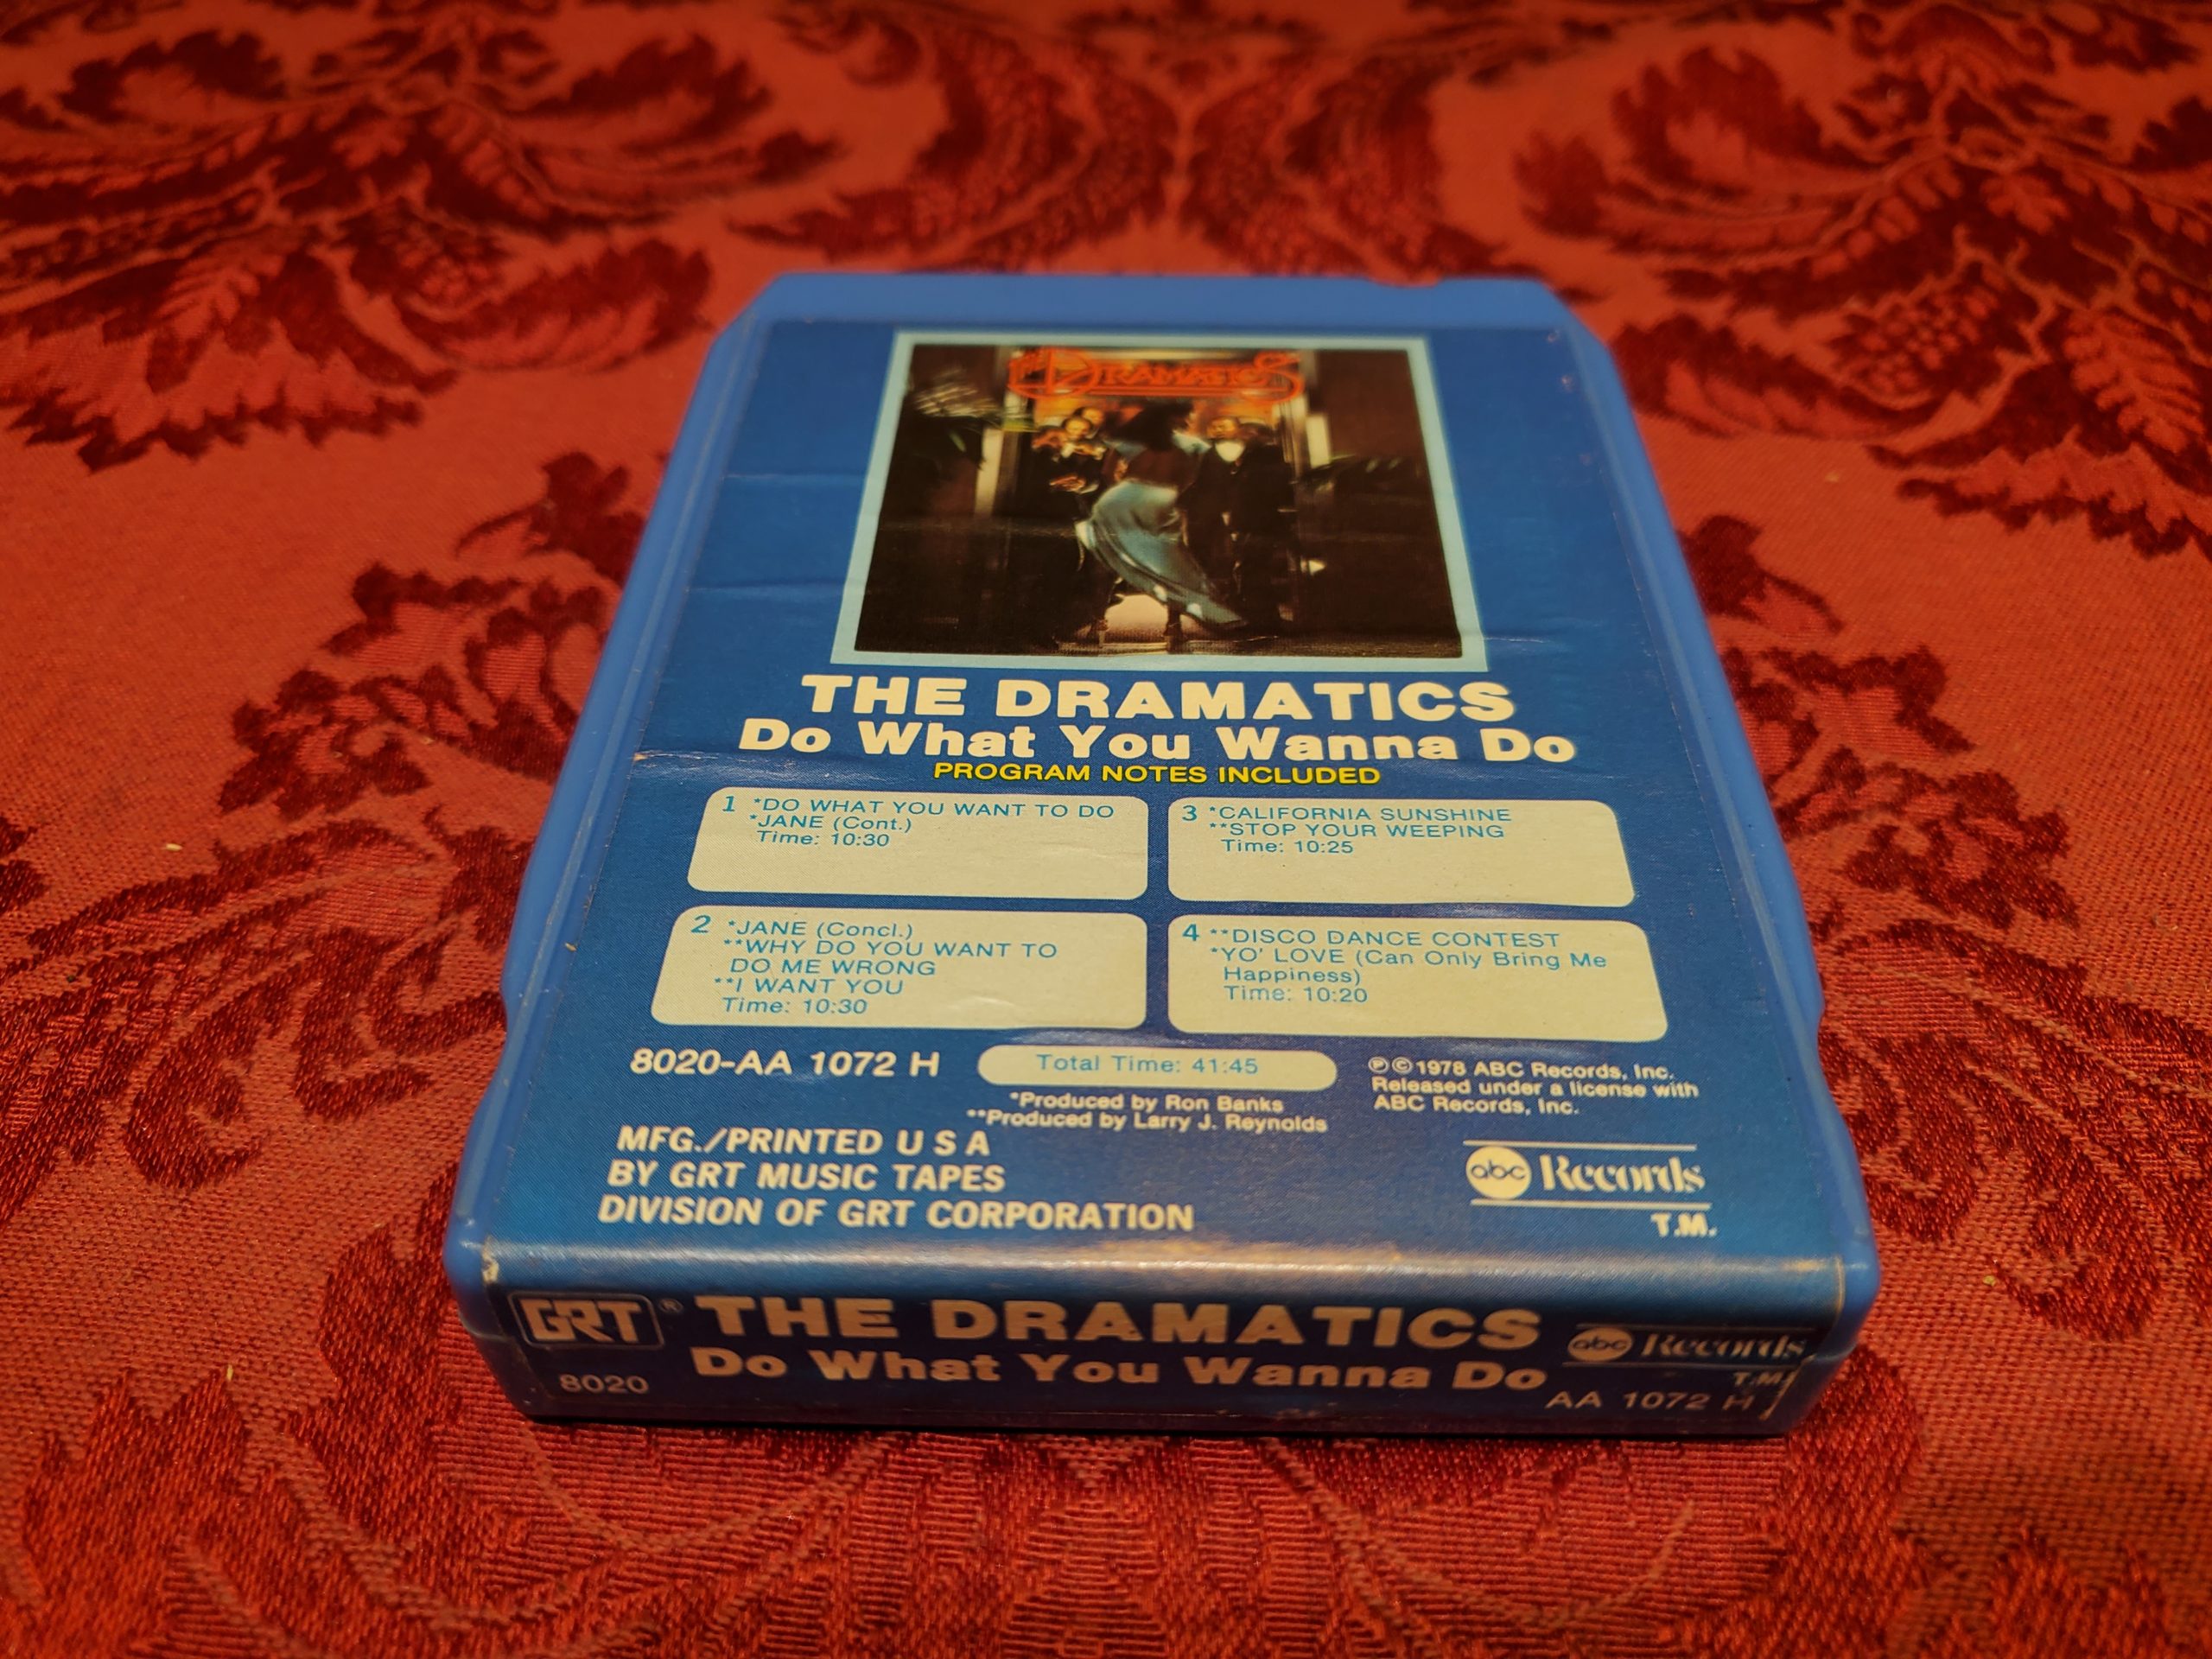 THE DRAMATICS
THE DRAMATICS
Do What You Wanna Do
PROGRAM NOTES INCLUDED
1 *DO WHAT YOU WANT TO DO
*JANE (Cont.)
Time: 10:30
2 *JANE (Concl.)
**WHY DO YOU WANT TO
DO ME WRONG
**I WANT YOU
Time: 10:30
3 *CALIFORNIA SUNSHINE
**STOP YOUR WEEPING
Time: 10:25
4 **DISCO DANCE CONTEST
*YO' LOVE (Can Only Bring Me
Happiness)
Time: 10:20
8020-AA 1072 H
Total Time: 41:45
*Produced by Ron Banks
**Produced by Larry J. Reynolds
℗©1978 ABC Records, Inc.
Released under a license with
ABC Records, Inc.
MFG./PRINTED U S A
BY GRT MUSIC TAPES
DIVISION OF GRT CORPORATION
abc Records
T.M.
GRT® THE DRAMATICS abc Records
T.M.
8020 Do What You Wanna Do AA 1072 H